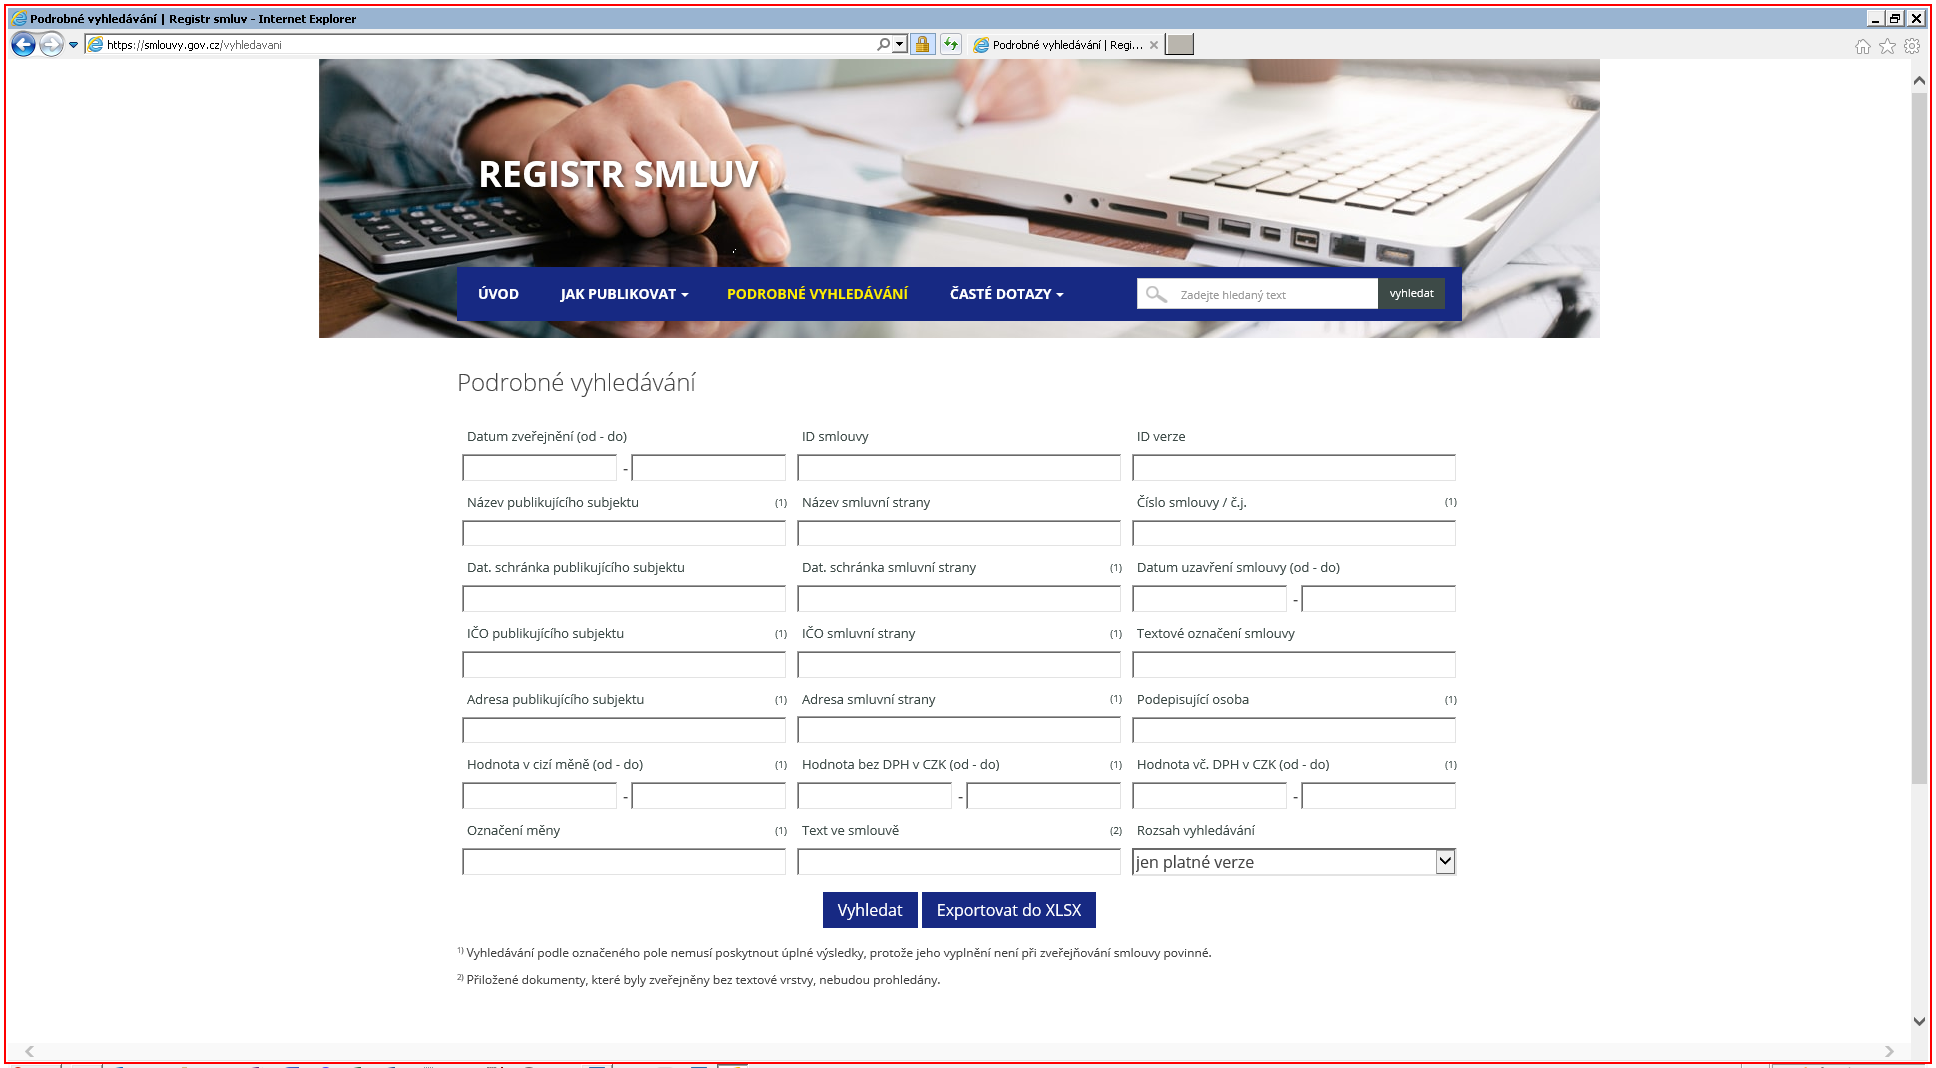 Podrobné vyhledávání | Registr smluv - Internet Explorer
https://smlouvy.gov.cz/vyhledavani
Podrobné vyhledávání | Regi...
REGISTR SMLUV
ÚVOD JAK PUBLIKOVAT PODROBNÉ VYHLEDÁVÁNÍ ČASTÉ DOTAZY Zadejte hledaný text vyhledat
Podrobné vyhledávání
Datum zveřejnění (od - do) ID smlouvy ID verze
-
Název publikujícího subjektu (1) Název smluvní strany Číslo smlouvy / č.j. (1)
Dat. schránka publikujícího subjektu Dat. schránka smluvní strany (1) Datum uzavření smlouvy (od - do)
-
IČO publikujícího subjektu (1) IČO smluvní strany (1) Textové označení smlouvy
Adresa publikujícího subjektu (1) Adresa smluvní strany (1) Podepisující osoba (1)
Hodnota v cizí měně (od - do) (1) Hodnota bez DPH v CZK (od - do) (1) Hodnota vč. DPH v CZK (od - do) (1)
- - -
Označení měny (1) Text ve smlouvě (2) Rozsah vyhledávání
jen platné verze
Vyhledat Exportovat do XLSX
1) Vyhledávání podle označeného pole nemusí poskytnout úplné výsledky, protože jeho vyplnění není při zveřejňování smlouvy povinné.
2) Přiložené dokumenty, které byly zveřejněny bez textové vrstvy, nebudou prohledány.